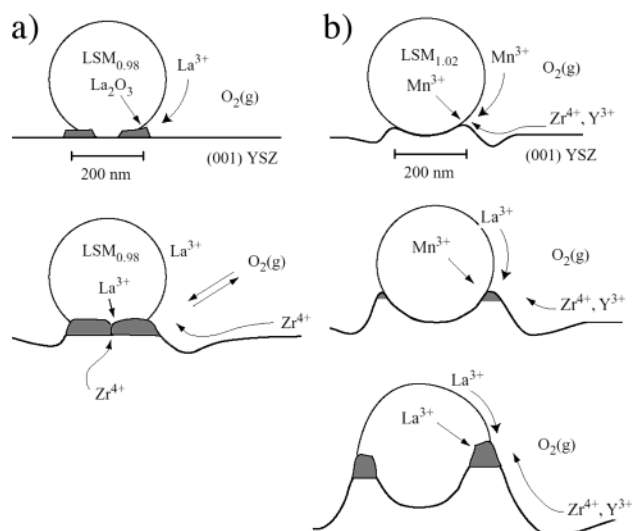 a)
LSM0.98
La2O3
La3+
O2(g)
(001) YSZ
200 nm
LSM0.98
La3+
La3+
O2(g)
Zr4+
Zr4+
b)
LSM1.02
Mn3+
Mn3+
O2(g)
Zr4+, Y3+
(001) YSZ
200 nm
La3+
Mn3+
O2(g)
Zr4+, Y3+
La3+
La3+
O2(g)
Zr4+, Y3+